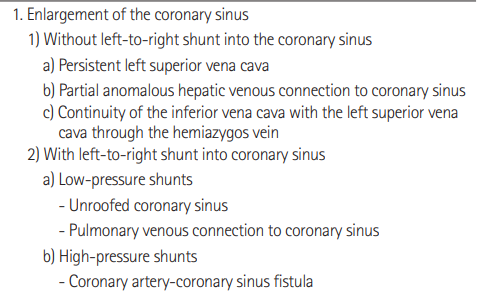 1. Enlargement of the coronary sinus
1) Without left-to-right shunt into the coronary sinus
a) Persistent left superior vena cava
b) Partial anomalous hepatic venous connection to coronary sinus
c) Continuity of the inferior vena cava with the left superior vena
cava through the hemiazygos vein
2) With left-to-right shunt into coronary sinus
a) Low-pressure shunts
- Unroofed coronary sinus
- Pulmonary venous connection to coronary sinus
b) High-pressure shunts
- Coronary artery-coronary sinus fistula